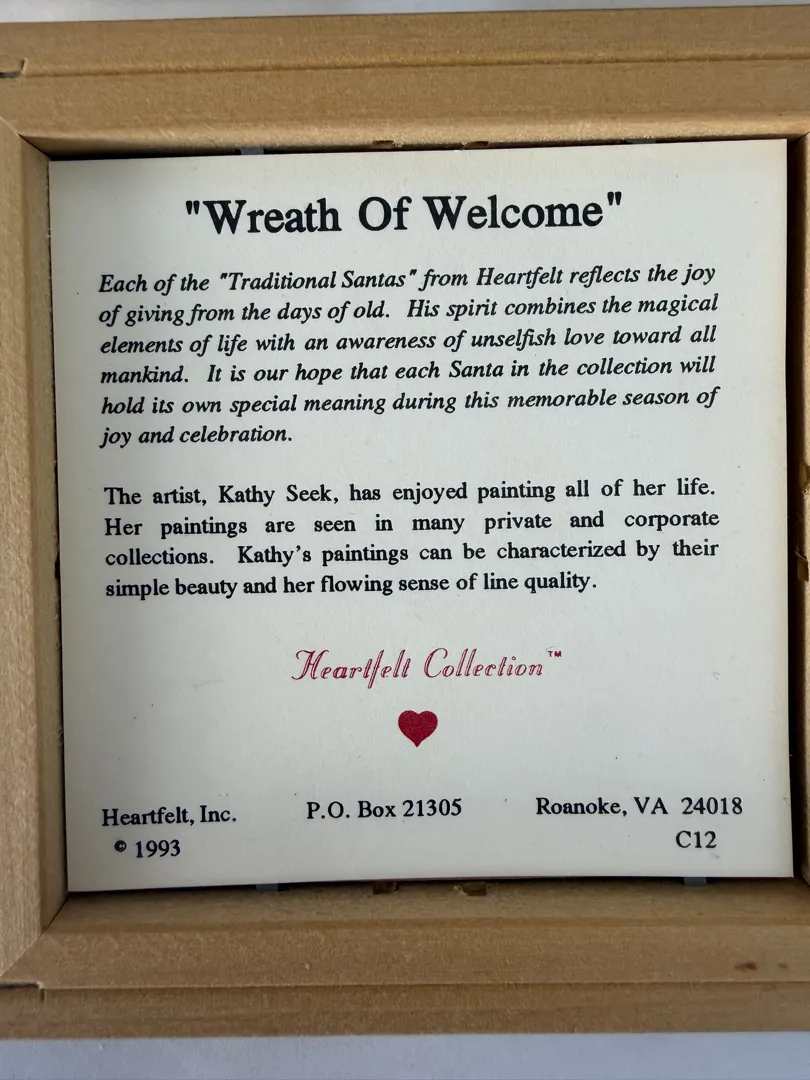 "Wreath Of Welcome"
Each of the "Traditional Santas" from Heartfelt reflects the joy
of giving from the days of old. His spirit combines the magical
elements of life with an awareness of unselfish love toward all
mankind. It is our hope that each Santa in the collection will
hold its own special meaning during this memorable season of
joy and celebration.
The artist, Kathy Seek, has enjoyed painting all of her life.
Her paintings are seen in many private and corporate
collections. Kathy's paintings can be characterized by their
simple beauty and her flowing sense of line quality.
Heartfelt Collection™
Heartfelt, Inc. P.O. Box 21305 Roanoke, VA 24018
© 1993 C12